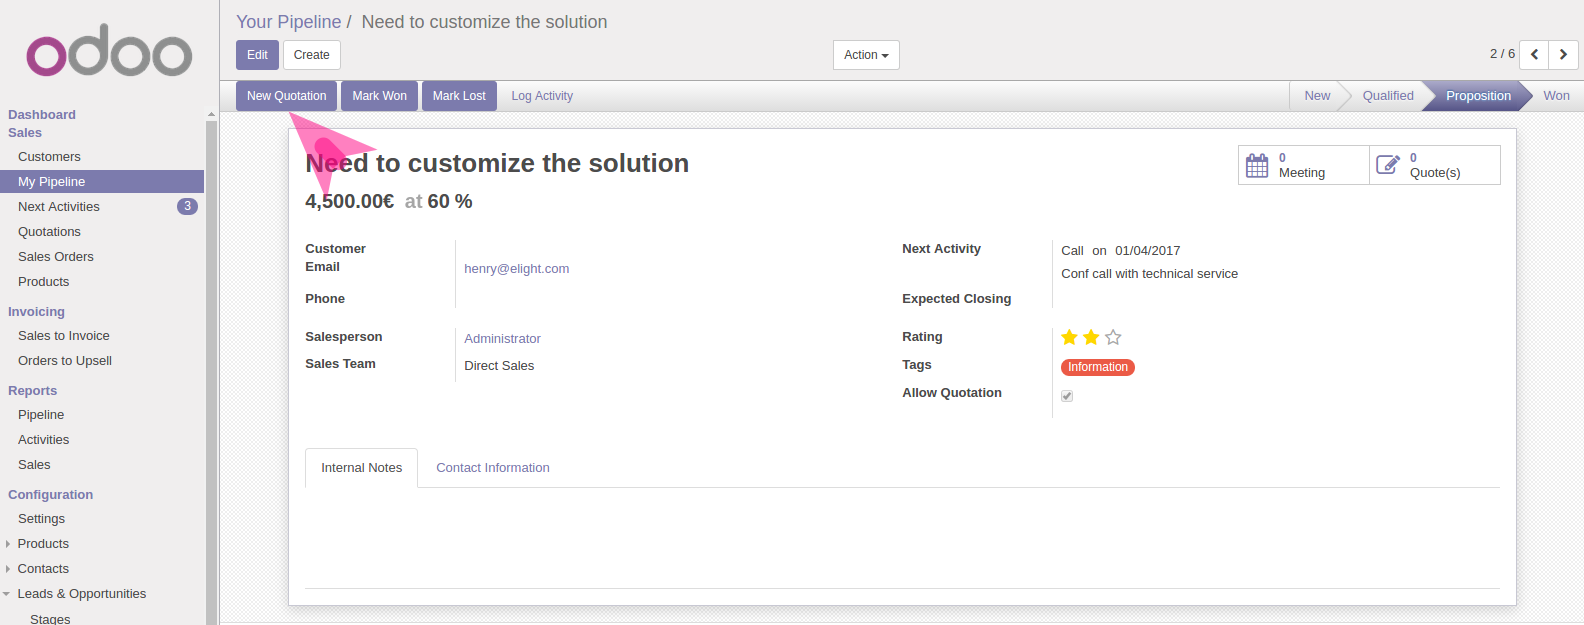 odoo
Dashboard
Sales
Customers
My Pipeline
Next Activities 3
Quotations
Sales Orders
Products
Invoicing
Sales to Invoice
Orders to Upsell
Reports
Pipeline
Activities
Sales
Configuration
Settings
Products
Contacts
Leads & Opportunities
Stages
Your Pipeline / Need to customize the solution
Edit Create Action 2 / 6
New Quotation Mark Won Mark Lost Log Activity New Qualified Proposition Won
Need to customize the solution
4,500.00€ at 60 %
0
Meeting
0
Quote(s)
Customer
Email henry@elight.com
Phone
Salesperson Administrator
Sales Team Direct Sales
Next Activity Call on 01/04/2017
Conf call with technical service
Expected Closing
Rating
Tags Information
Allow Quotation
Internal Notes Contact Information